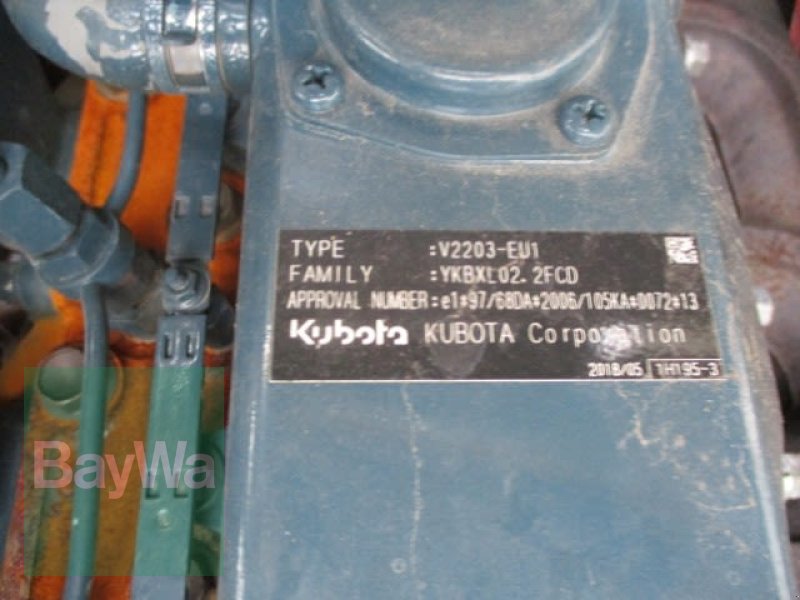 TYPE :V2203-EU1
FAMILY :YKBXL02.2FCD
APPROVAL NUMBER:e1*97/68DA*2006/105KA*0072*13
Kubota KUBOTA Corporation
2018/05 1H195-3
BayWa